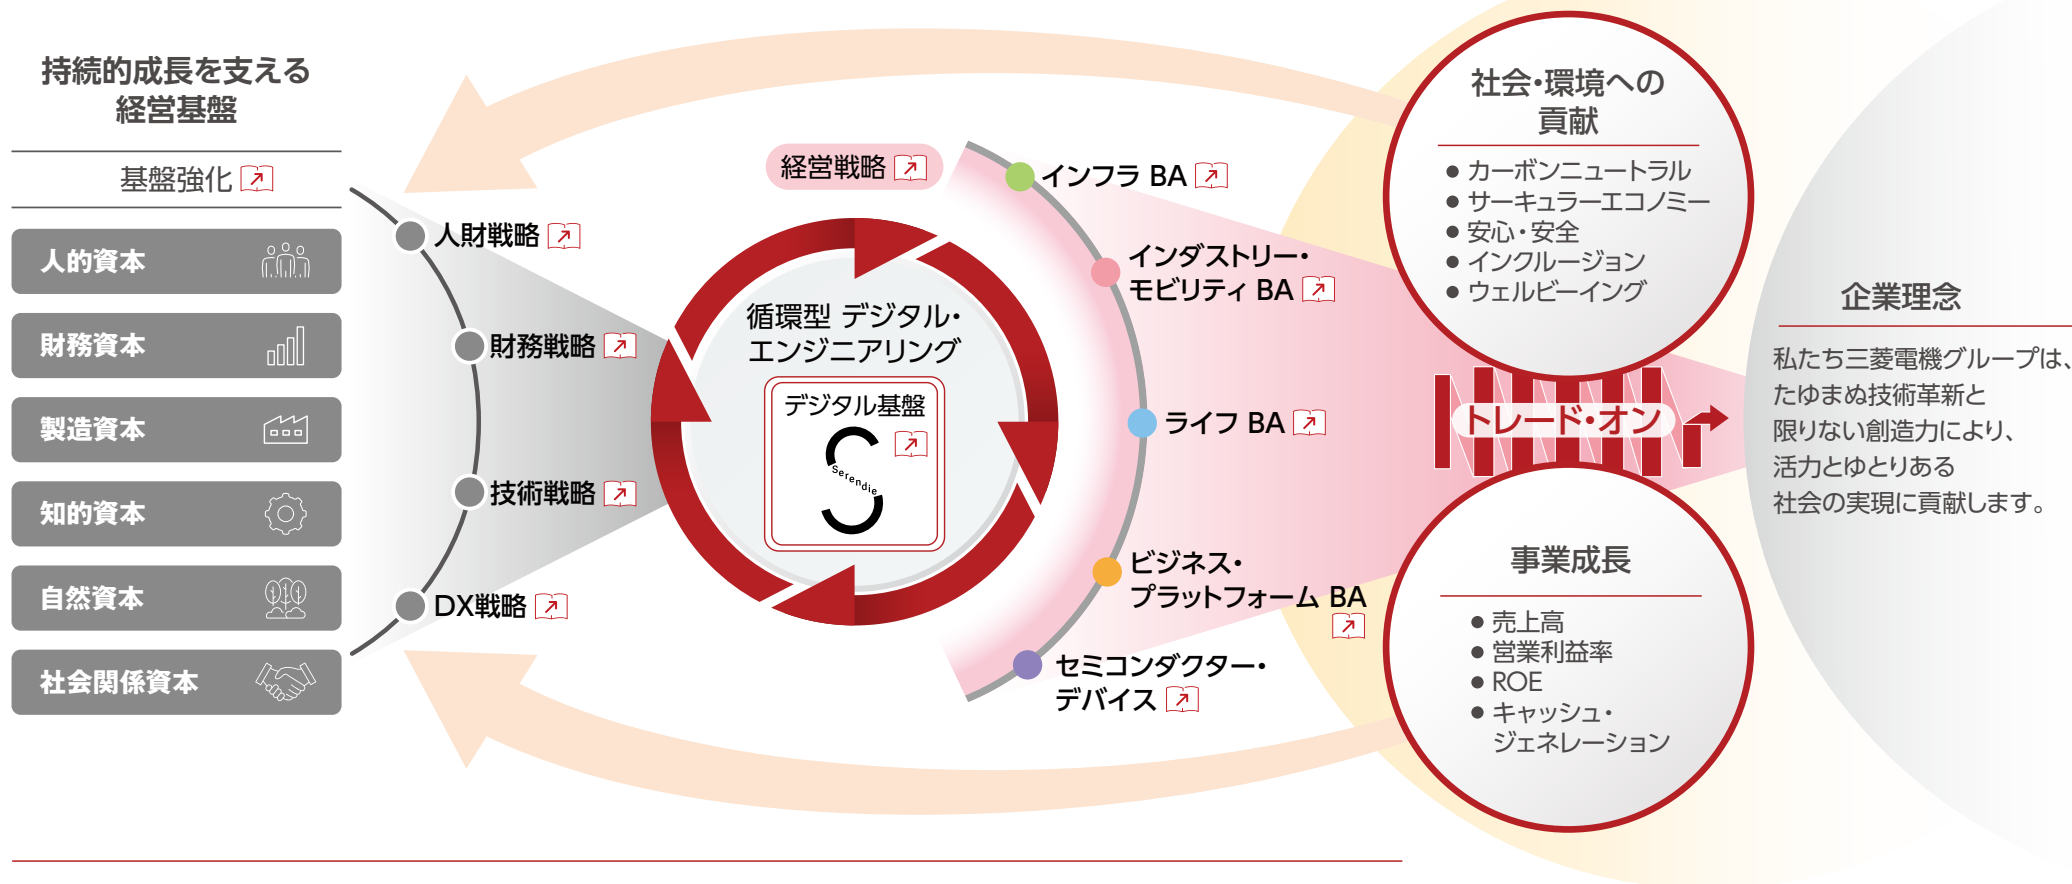 持続的成長を支える
経営基盤
基盤強化
人的資本
財務資本
製造資本
知的資本
自然資本
社会関係資本
人財戦略
財務戦略
技術戦略
DX戦略
経営戦略
循環型 デジタル・
エンジニアリング
デジタル基盤
Serendie
インフラ BA
インダストリー・
モビリティ BA
ライフ BA
ビジネス・
プラットフォーム BA
セミコンダクター・
デバイス
社会・環境への
貢献
● カーボンニュートラル
● サーキュラーエコノミー
● 安心・安全
● インクルージョン
● ウェルビーイング
トレード・オン
事業成長
● 売上高
● 営業利益率
● ROE
● キャッシュ・
ジェネレーション
企業理念
私たち三菱電機グループは、
たゆまぬ技術革新と
限りない創造力により、
活力とゆとりある
社会の実現に貢献します。